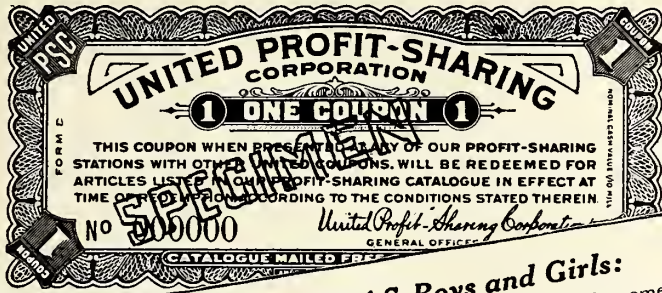 UNITED
PSC
COUPON
1
UNITED PROFIT-SHARING
CORPORATION
1 ONE COUPON 1
FORM C
NOMINAL CASH VALUE 1/10 MILL
THIS COUPON WHEN PRESENTED AT ANY OF OUR PROFIT-SHARING
STATIONS WITH OTHER UNITED COUPONS, WILL BE REDEEMED FOR
ARTICLES LISTED IN OUR PROFIT-SHARING CATALOGUE IN EFFECT AT
TIME OF REDEMPTION ACCORDING TO THE CONDITIONS STATED THEREIN.
SPECIMEN
No 000000
United Profit-Sharing Corporation
GENERAL OFFICES
1
COUPON
CATALOGUE MAILED FREE
Boys and Girls: